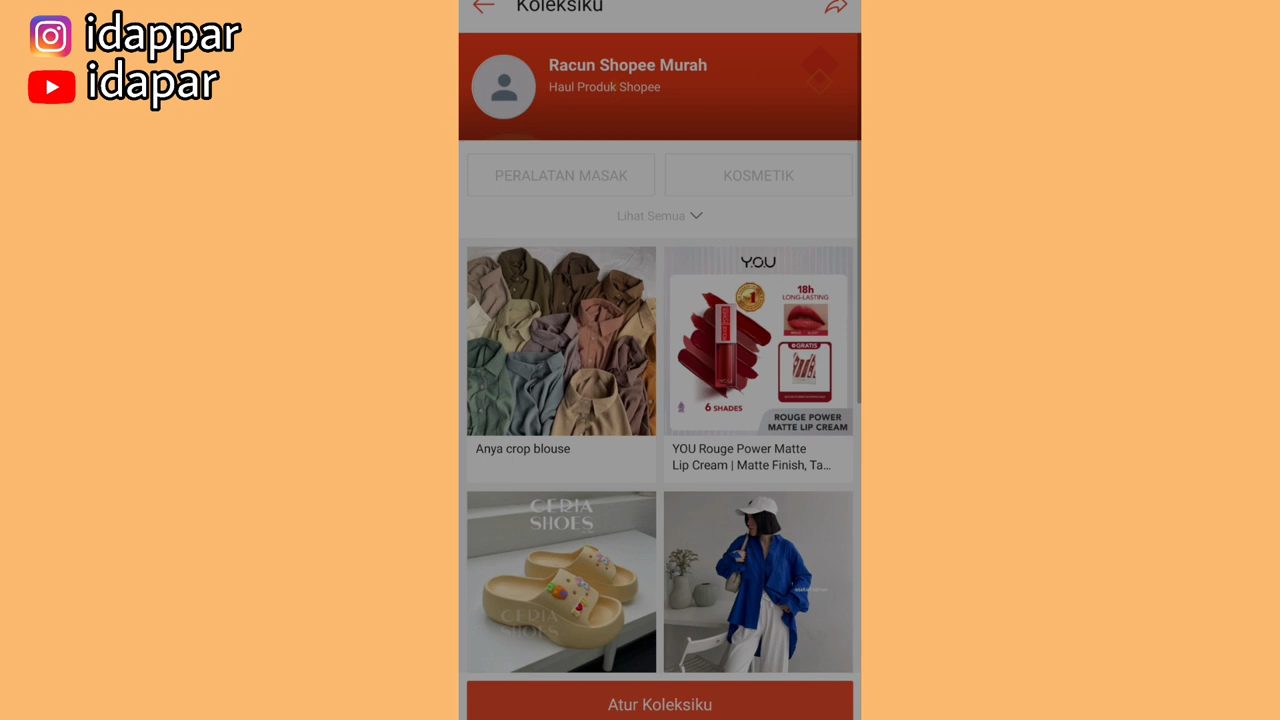 idappar
idapar
Koleksiku
Racun Shopee Murah
Haul Produk Shopee
PERALATAN MASAK
KOSMETIK
Lihat Semua
Y.O.U
18h
LONG-LASTING
GRATIS
6 SHADES
ROUGE POWER
MATTE LIP CREAM
Anya crop blouse
YOU Rouge Power Matte
Lip Cream | Matte Finish, Ta...
CERIA
SHOES
CERIA
SHOES
Atur Koleksiku